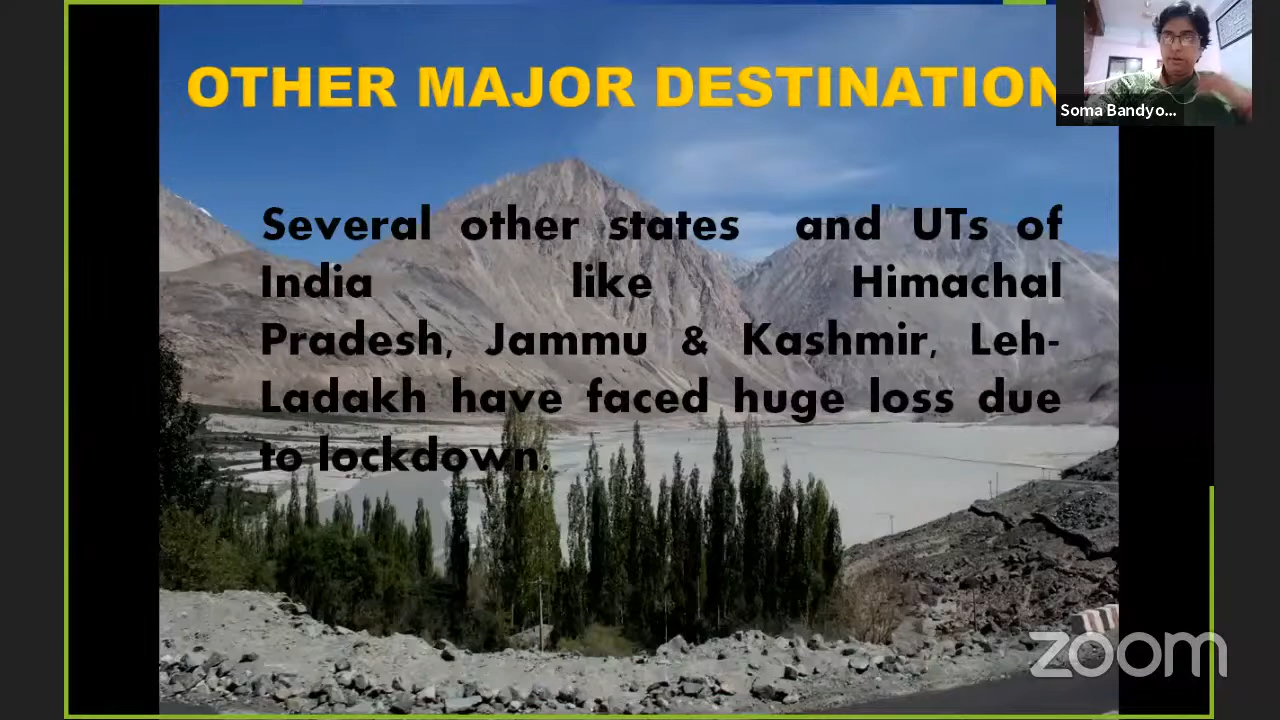 OTHER MAJOR DESTINATION
Soma Bandyo...
Several other states and UTs of
India like Himachal
Pradesh, Jammu & Kashmir, Leh-
Ladakh have faced huge loss due
to lockdown.
zoom